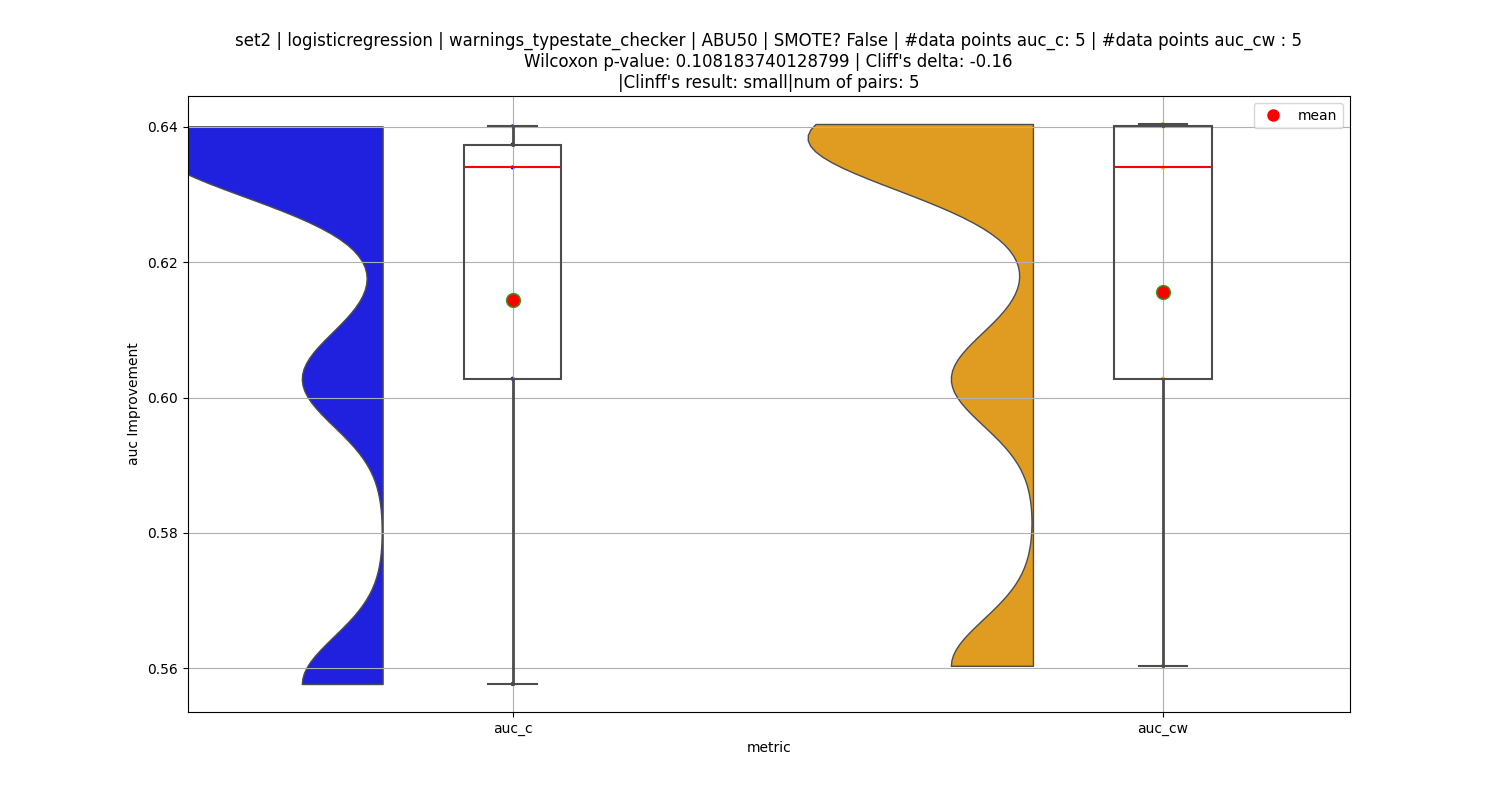 set2 | logisticregression | warnings_typestate_checker | ABU50 | SMOTE? False | #data points auc_c: 5 | #data points auc_cw : 5
Wilcoxon p-value: 0.108183740128799 | Cliff's delta: -0.16
|Clinff's result: small|num of pairs: 5
mean
0.64
0.62
0.60
0.58
0.56
auc Improvement
auc_c
auc_cw
metric